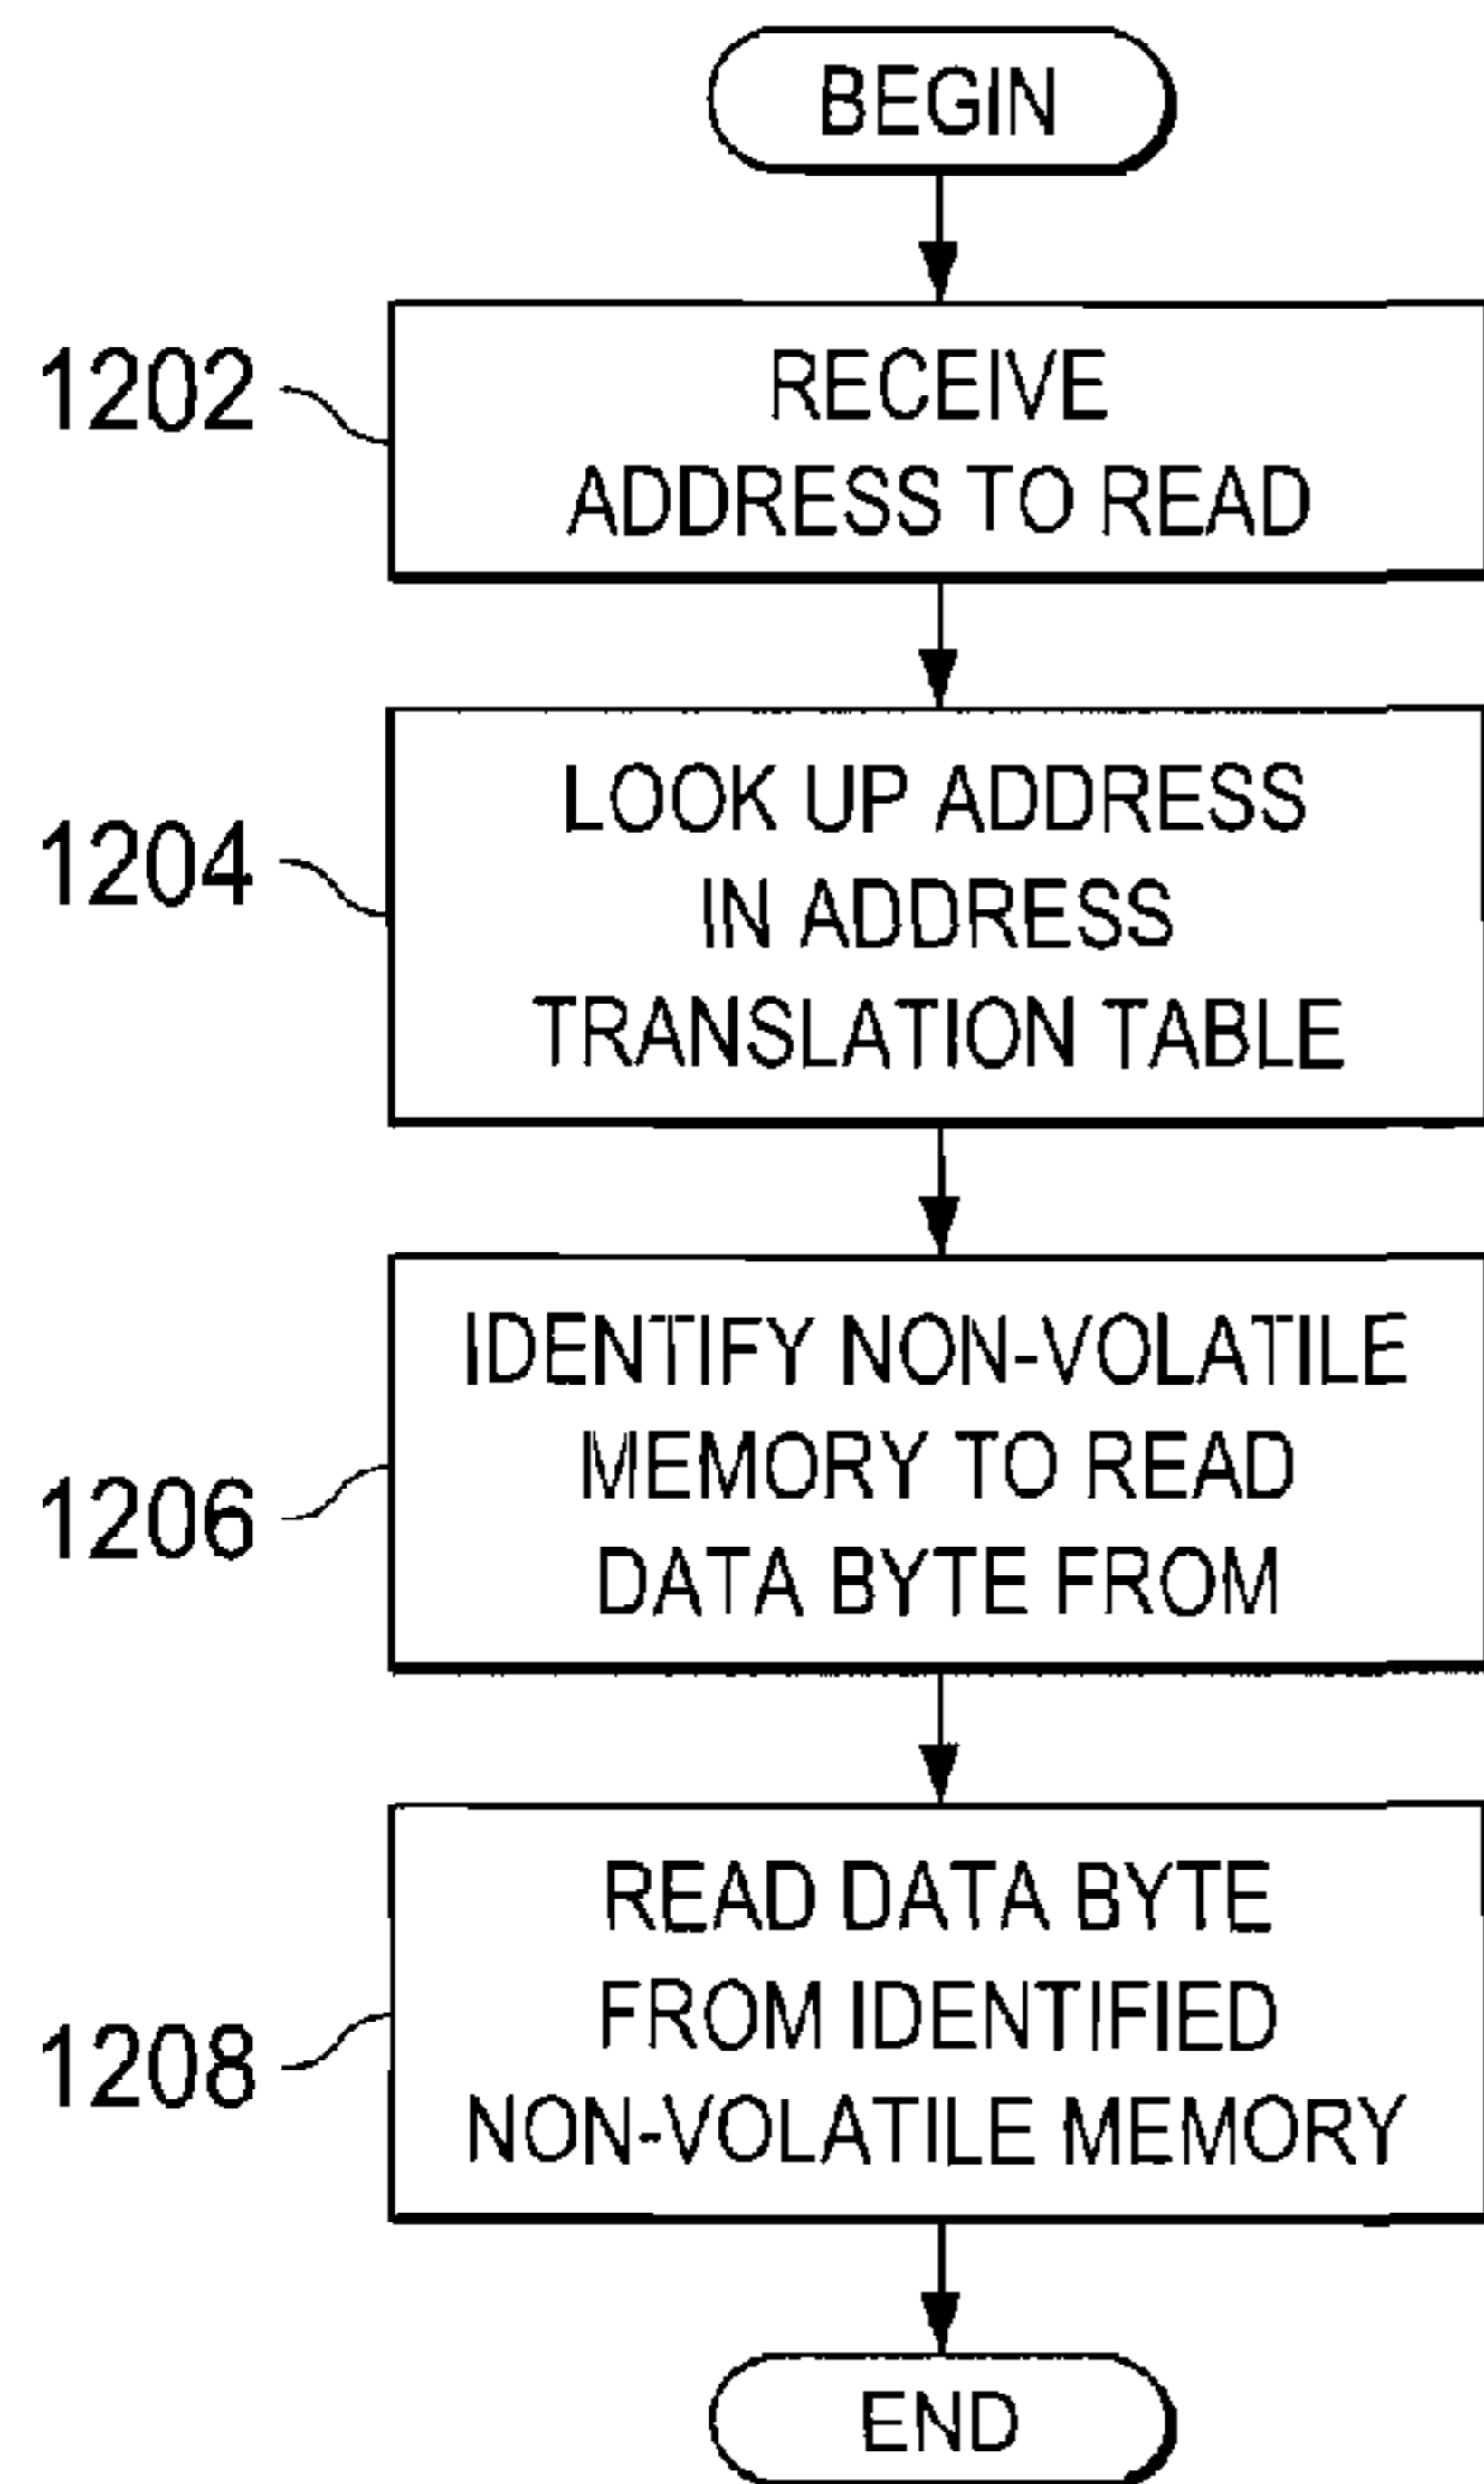 BEGIN
1202
RECEIVE
ADDRESS TO READ
1204
LOOK UP ADDRESS
IN ADDRESS
TRANSLATION TABLE
1206
IDENTIFY NON-VOLATILE
MEMORY TO READ
DATA BYTE FROM
1208
READ DATA BYTE
FROM IDENTIFIED
NON-VOLATILE MEMORY
END